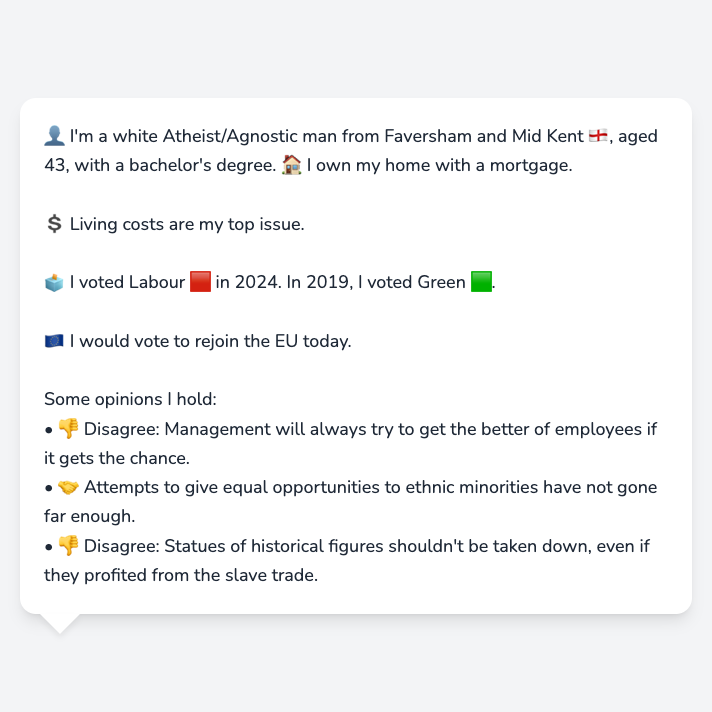 👤 I'm a white Atheist/Agnostic man from Faversham and Mid Kent 🏴󠁧󠁢󠁥󠁮󠁧󠁿, aged
43, with a bachelor's degree. 🏠 I own my home with a mortgage.
💲 Living costs are my top issue.
🗳️ I voted Labour 🟥 in 2024. In 2019, I voted Green 🟩.
🇪🇺 I would vote to rejoin the EU today.
Some opinions I hold:
• 👎 Disagree: Management will always try to get the better of employees if
it gets the chance.
• 🤝 Attempts to give equal opportunities to ethnic minorities have not gone
far enough.
• 👎 Disagree: Statues of historical figures shouldn't be taken down, even if
they profited from the slave trade.